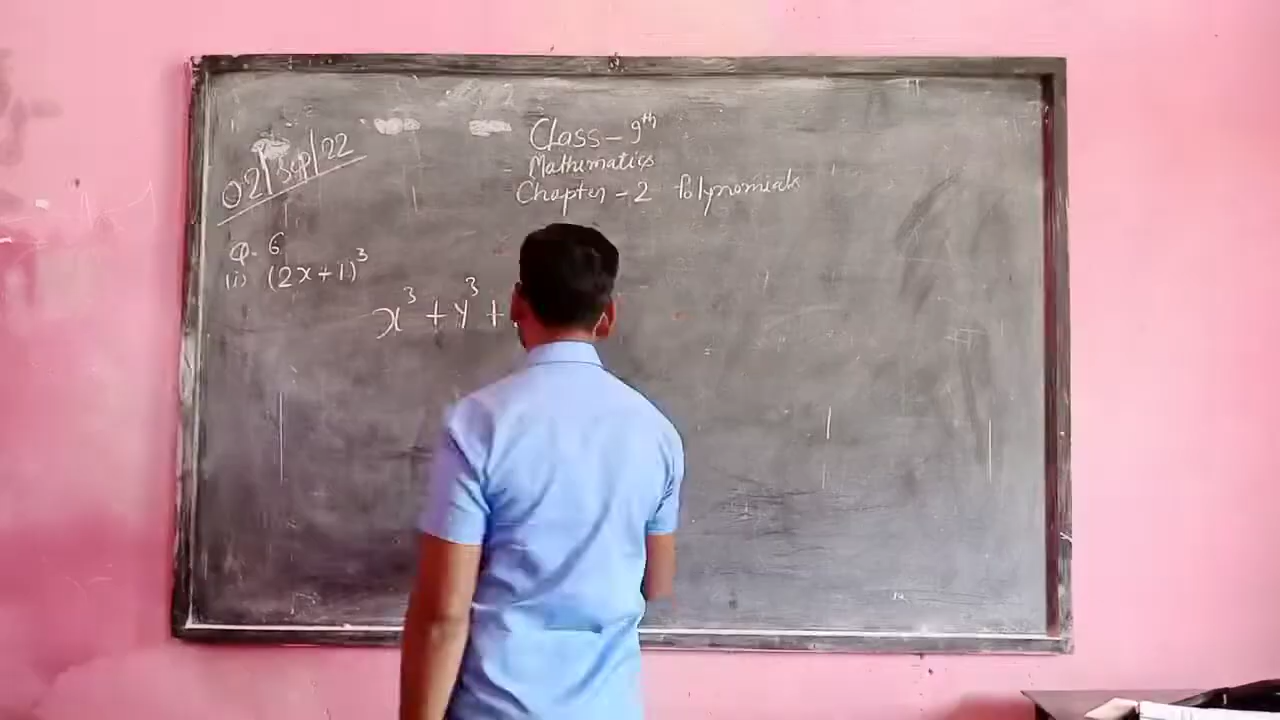 Class - 9th
Mathematics
Chapter - 2 Polynomials
02/Sep/22
Q. 6
(i) (2x+1)³
x³ + y³ +